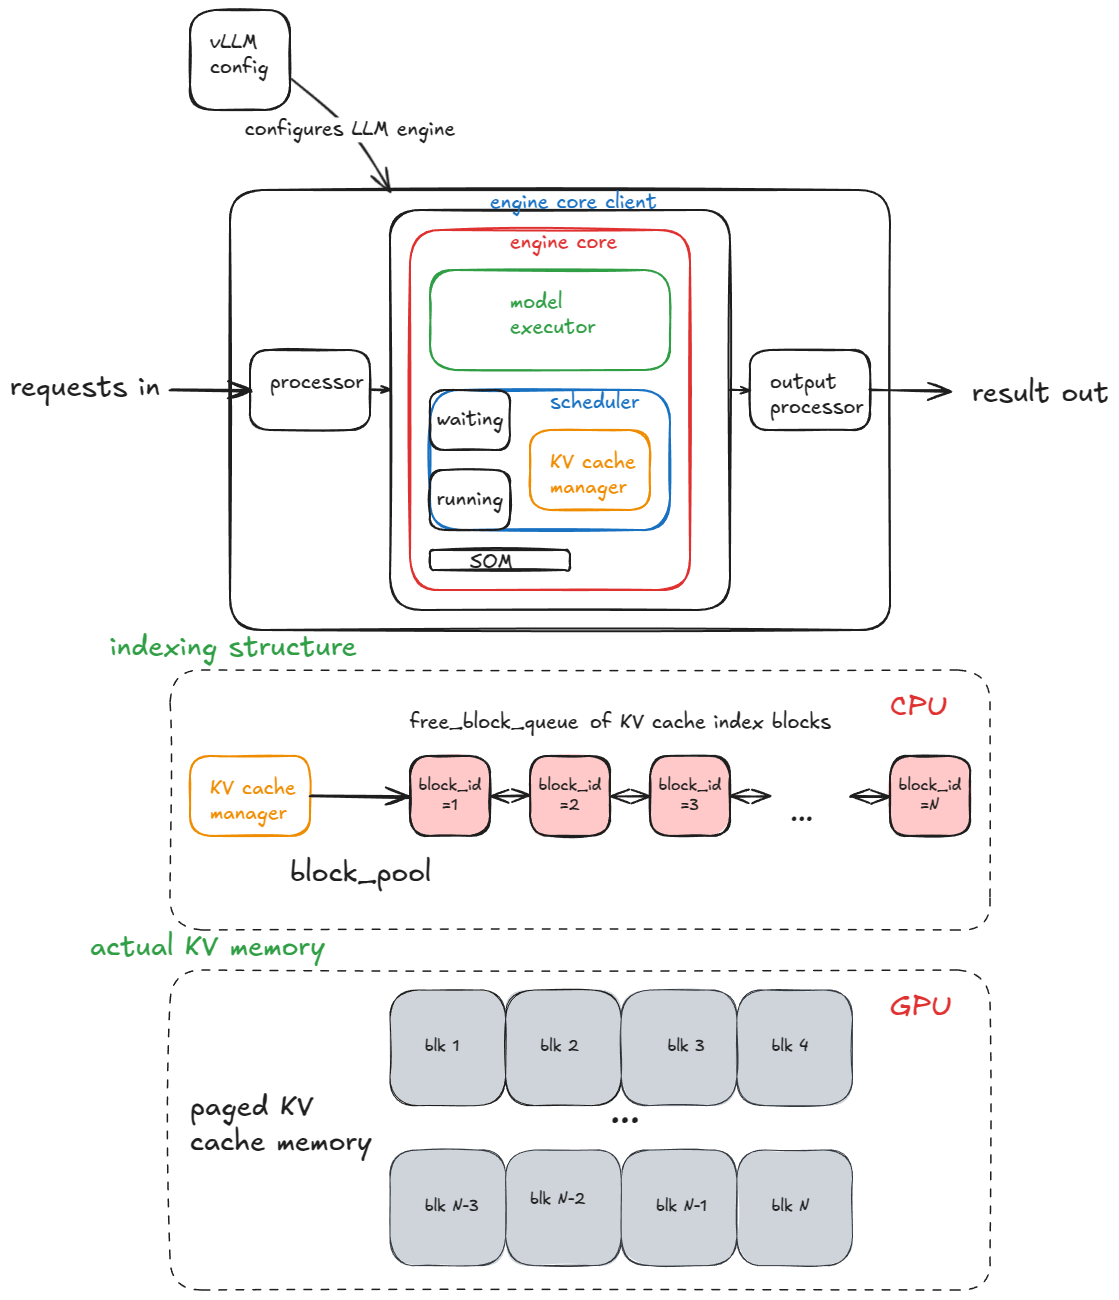 vLLM
config
configures LLM engine
engine core client
engine core
model
executor
requests in
processor
scheduler
waiting
KV cache
manager
running
output
processor
result out
SOM
indexing structure
CPU
free_block_queue of KV cache index blocks
KV cache
manager
block_id
=1
block_id
=2
block_id
=3
...
block_id
=N
block_pool
actual KV memory
GPU
blk 1
blk 2
blk 3
blk 4
...
paged KV
cache memory
blk N-3
blk N-2
blk N-1
blk N